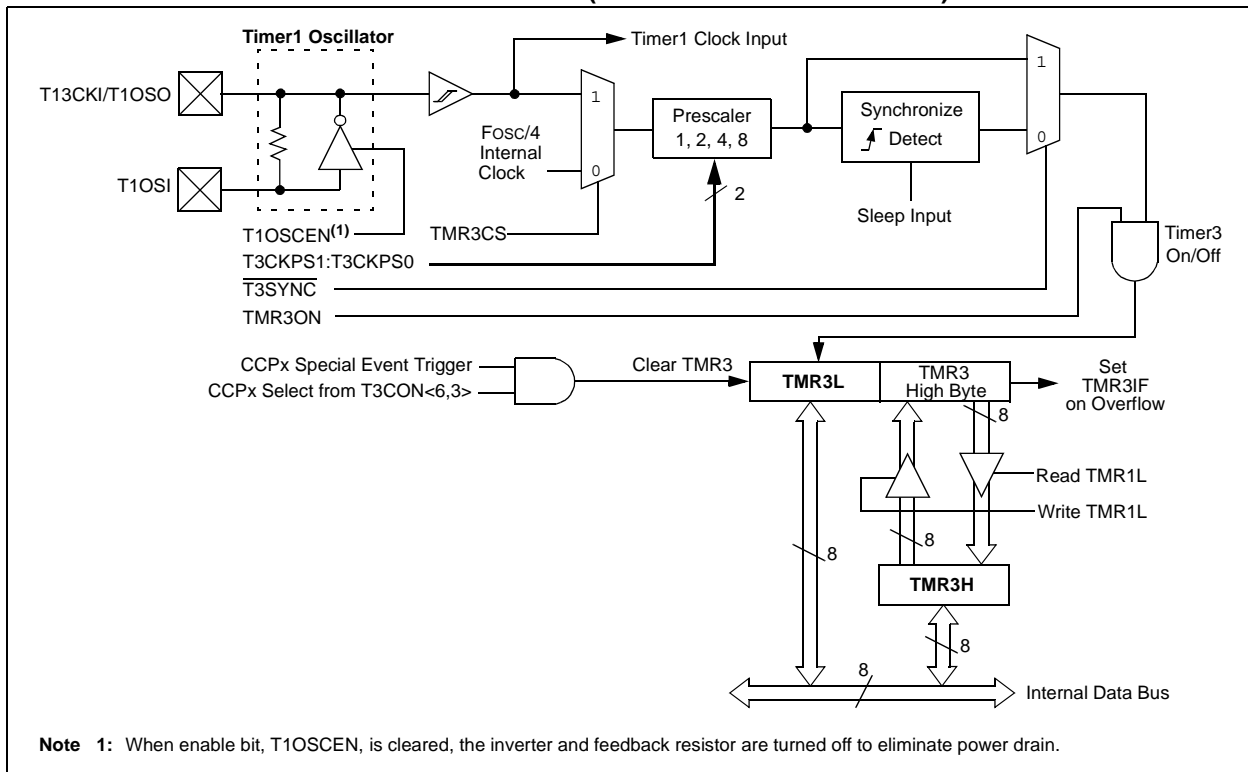 Timer1 Oscillator
Timer1 Clock Input
T13CKI/T1OSO
1
FOSC/4
Internal
Clock
0
Prescaler
1, 2, 4, 8
2
Synchronize
Detect
1
0
T1OSI
Sleep Input
T1OSCEN(1)
TMR3CS
T3CKPS1:T3CKPS0
T3SYNC
TMR3ON
Timer3
On/Off
CCPx Special Event Trigger
CCPx Select from T3CON<6,3>
Clear TMR3
TMR3L
TMR3
High Byte
Set
TMR3IF
on Overflow
8
Read TMR1L
Write TMR1L
8
8
TMR3H
8
8
Internal Data Bus
Note 1: When enable bit, T1OSCEN, is cleared, the inverter and feedback resistor are turned off to eliminate power drain.